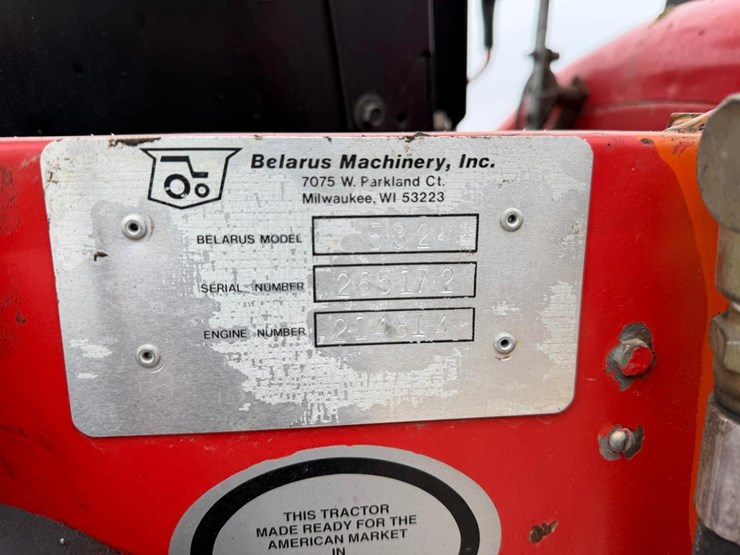 Belarus Machinery, Inc.
7075 W. Parkland Ct.
Milwaukee, WI 53223
BELARUS MODEL
SERIAL NUMBER 265172
ENGINE NUMBER
THIS TRACTOR
MADE READY FOR THE
AMERICAN MARKET
IN